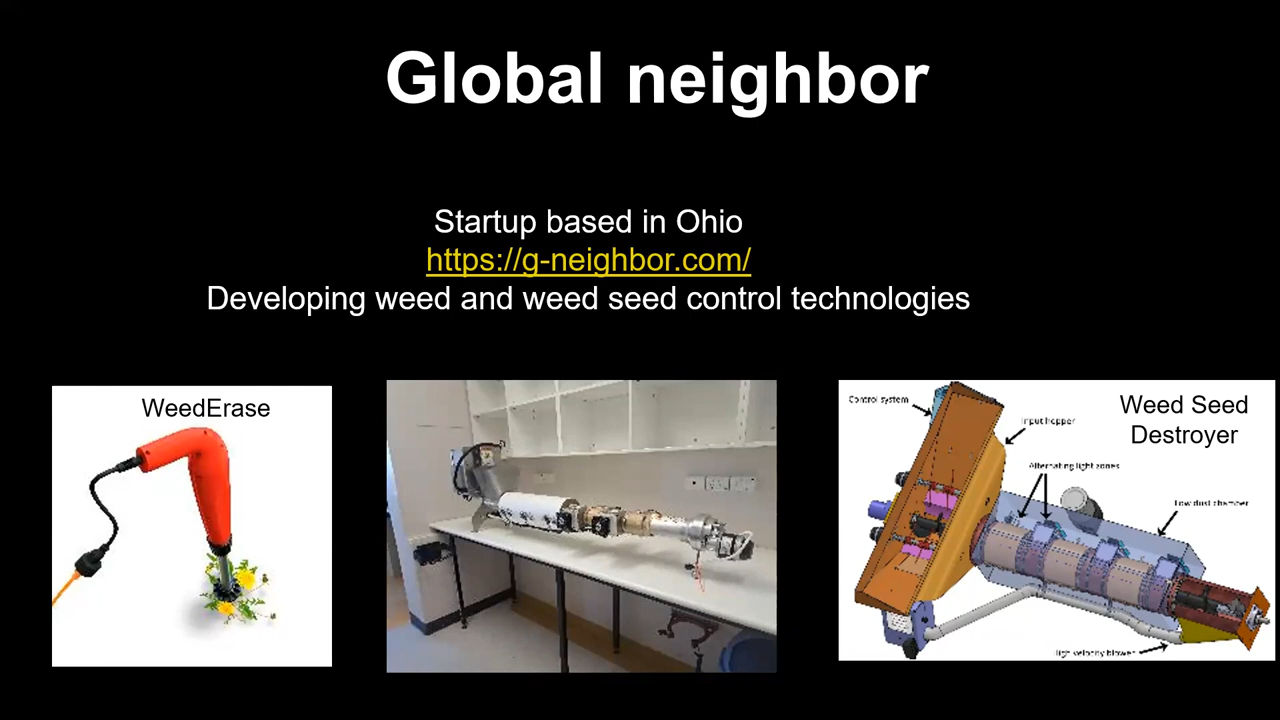 Global neighbor
Startup based in Ohio
https://g-neighbor.com/
Developing weed and weed seed control technologies
WeedErase
Weed Seed
Destroyer
Control system
Input hopper
Alternating light zones
Low dust chamber
High velocity blower